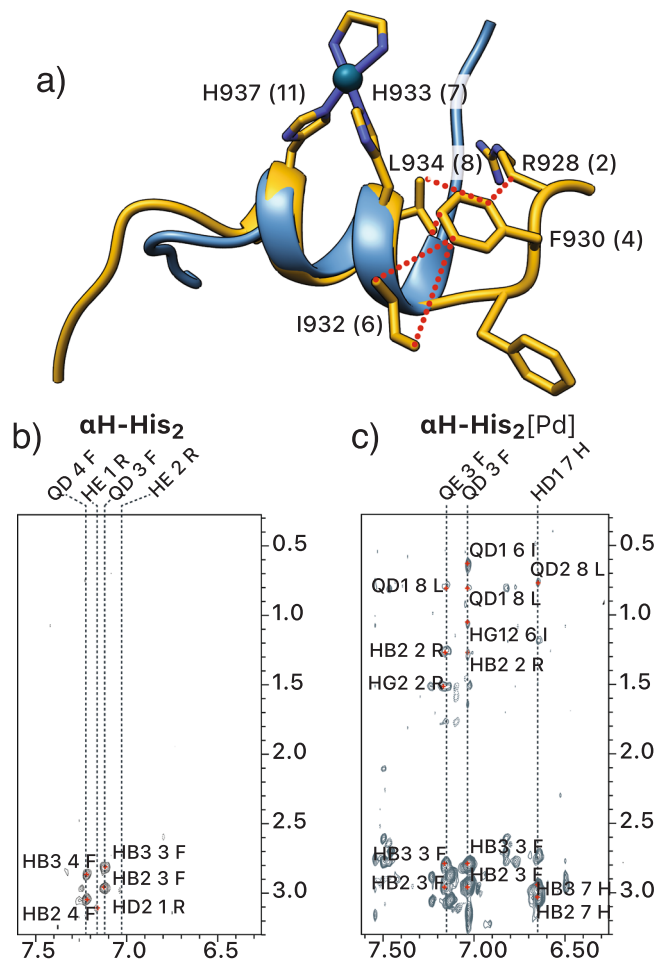 a)
H937 (11)
H933 (7)
L934 (8)
R928 (2)
F930 (4)
I932 (6)
b)
αH-His2
QD 4 F
HE 1 R
QD 3 F
HE 2 R
HB3 4 F
HB3 3 F
HB2 3 F
HB2 4 F
HD2 1 R
0.5
1.0
1.5
2.0
2.5
3.0
7.5
7.0
6.5
c)
αH-His2[Pd]
QE 3 F
QD 3 F
HD1 7 H
QD1 6 I
QD2 8 L
QD1 8 L
QD1 8 L
HG12 6 I
HB2 2 R
HB2 2 R
HG2 2 R
HB3 3 F
HB3 3 F
HB2 3 F
HB2 3 F
HB3 7 H
HB2 7 H
0.5
1.0
1.5
2.0
2.5
3.0
7.50
7.00
6.50